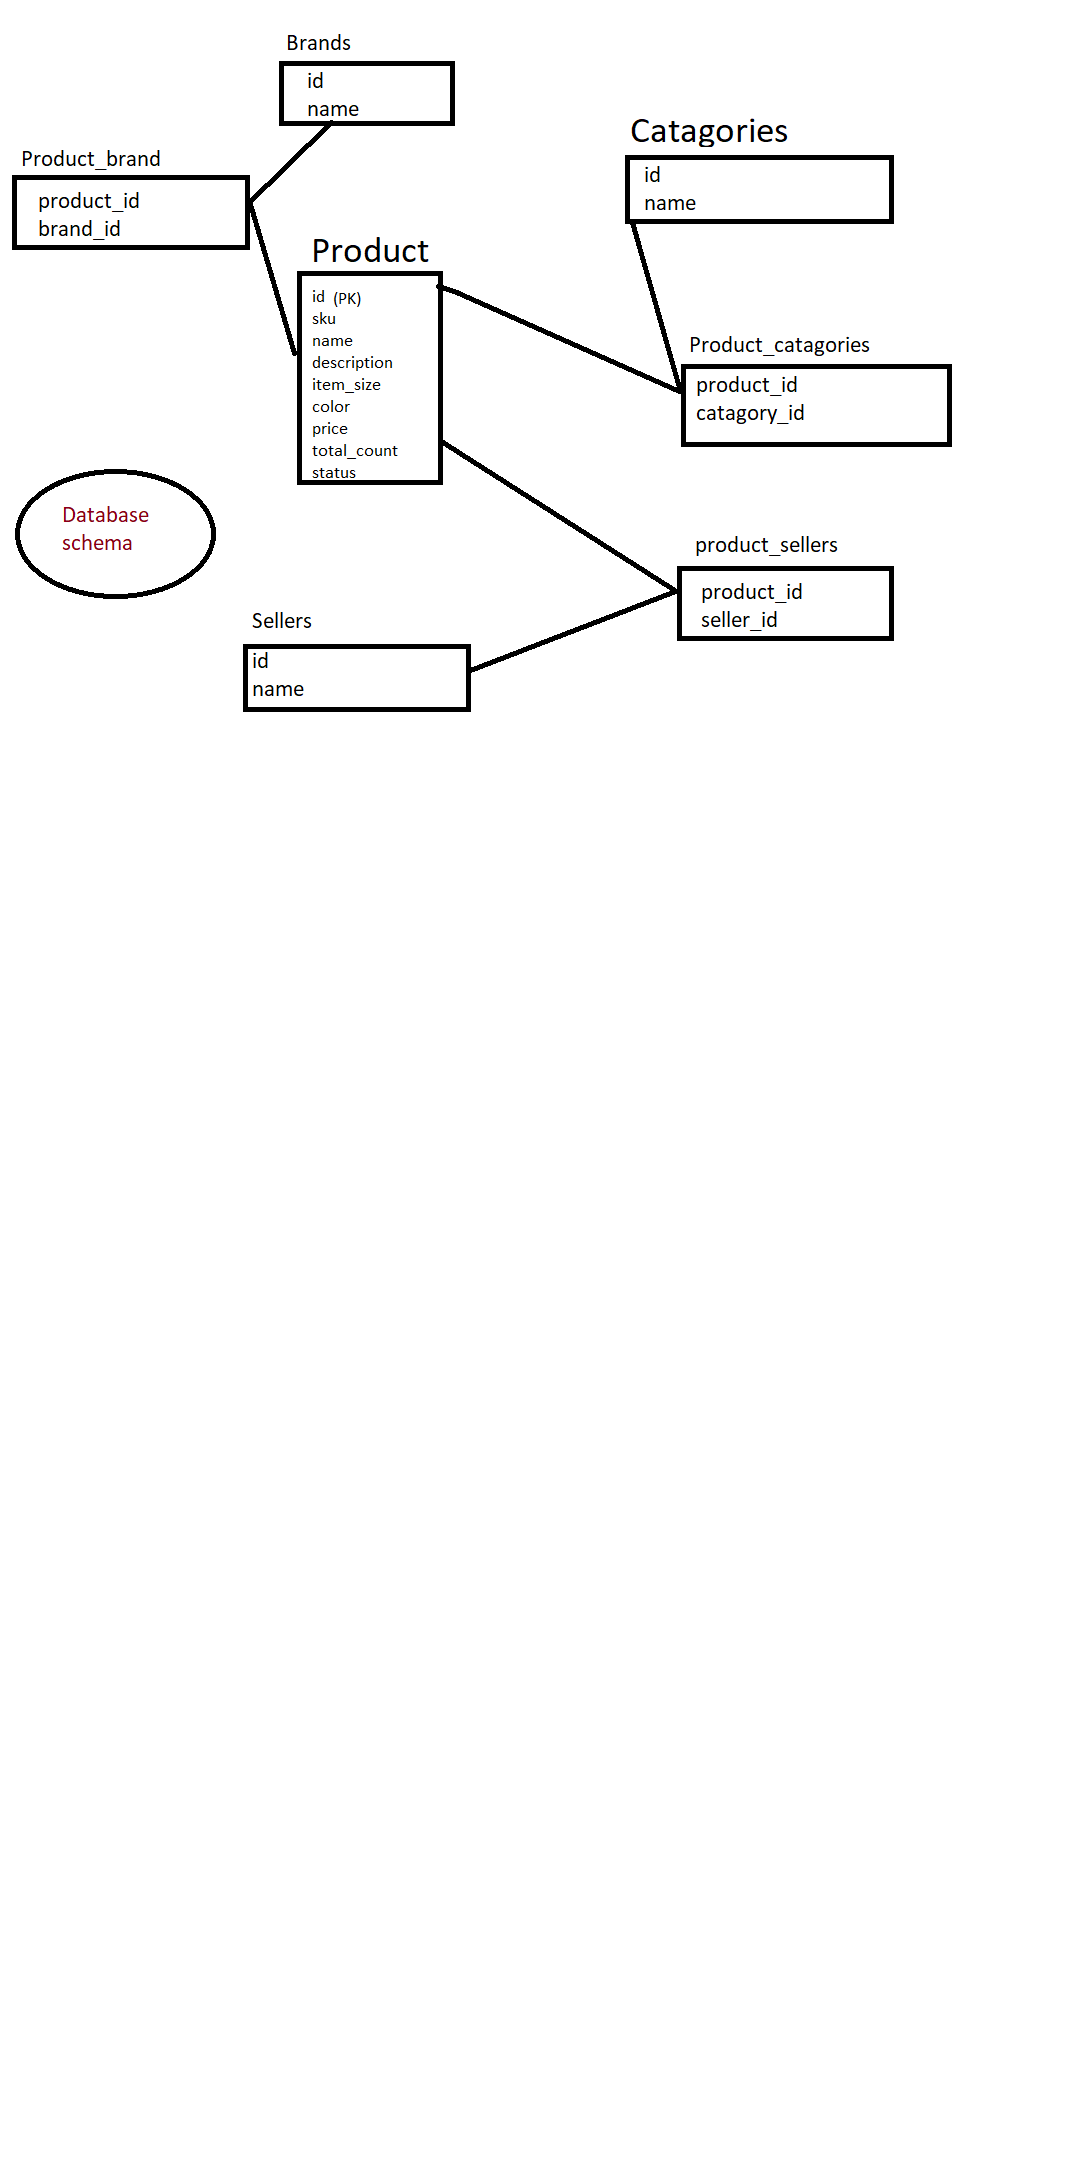 Brands
id
name
Product_brand
product_id
brand_id
Catagories
id
name
Product
id (PK)
sku
name
description
item_size
color
price
total_count
status
Product_catagories
product_id
catagory_id
Database
schema
product_sellers
product_id
seller_id
Sellers
id
name